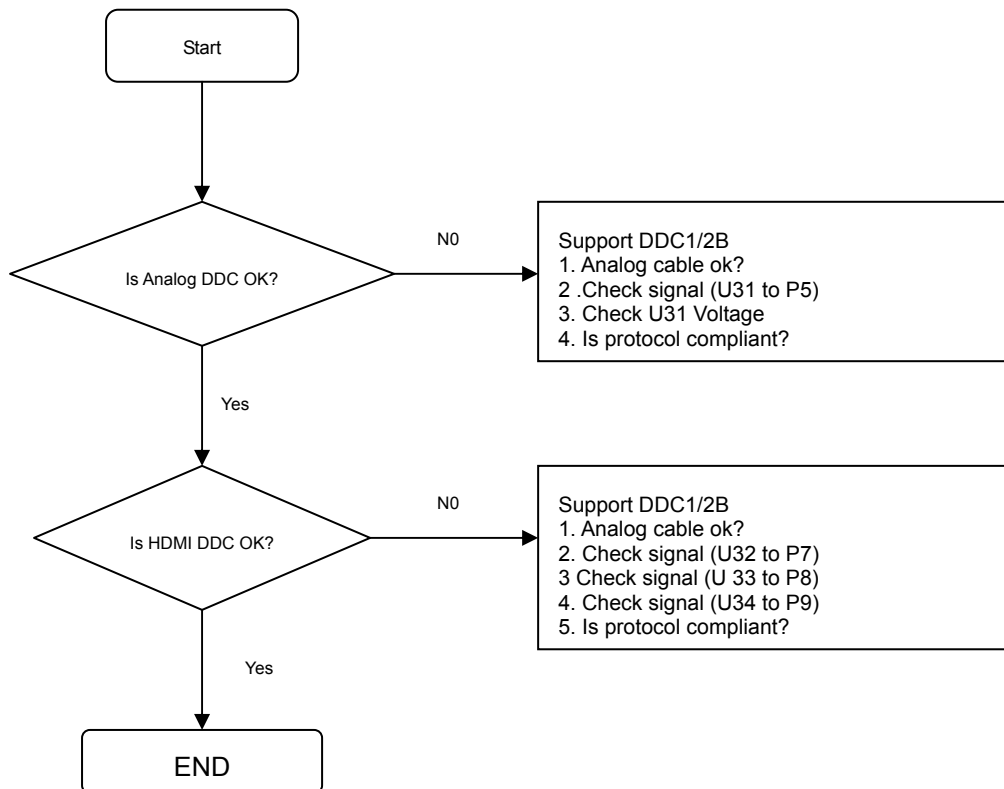 Start
Is Analog DDC OK?
N0
Support DDC1/2B
1. Analog cable ok?
2 .Check signal (U31 to P5)
3. Check U31 Voltage
4. Is protocol compliant?
Yes
Is HDMI DDC OK?
N0
Support DDC1/2B
1. Analog cable ok?
2. Check signal (U32 to P7)
3 Check signal (U 33 to P8)
4. Check signal (U34 to P9)
5. Is protocol compliant?
Yes
END